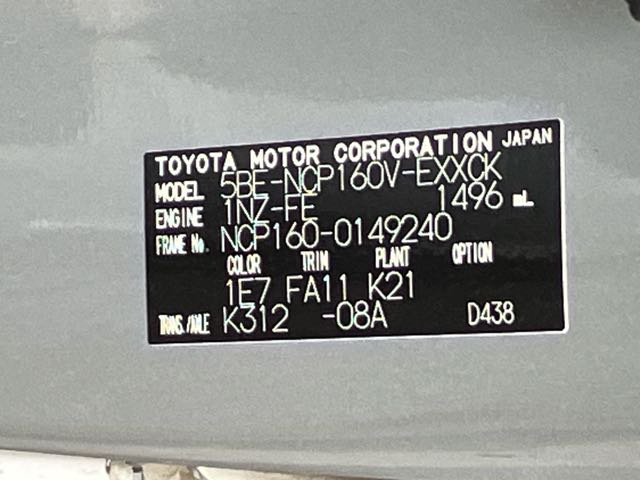 TOYOTA MOTOR CORPORATION JAPAN
MODEL 5BE-NCP160V-EXXCK
ENGINE 1NZ-FE 1496 mL
FRAME No. NCP160-0149240
COLOR TRIM PLANT OPTION
1E7 FA11 K21
TRANS./AXLE K312 -08A D438